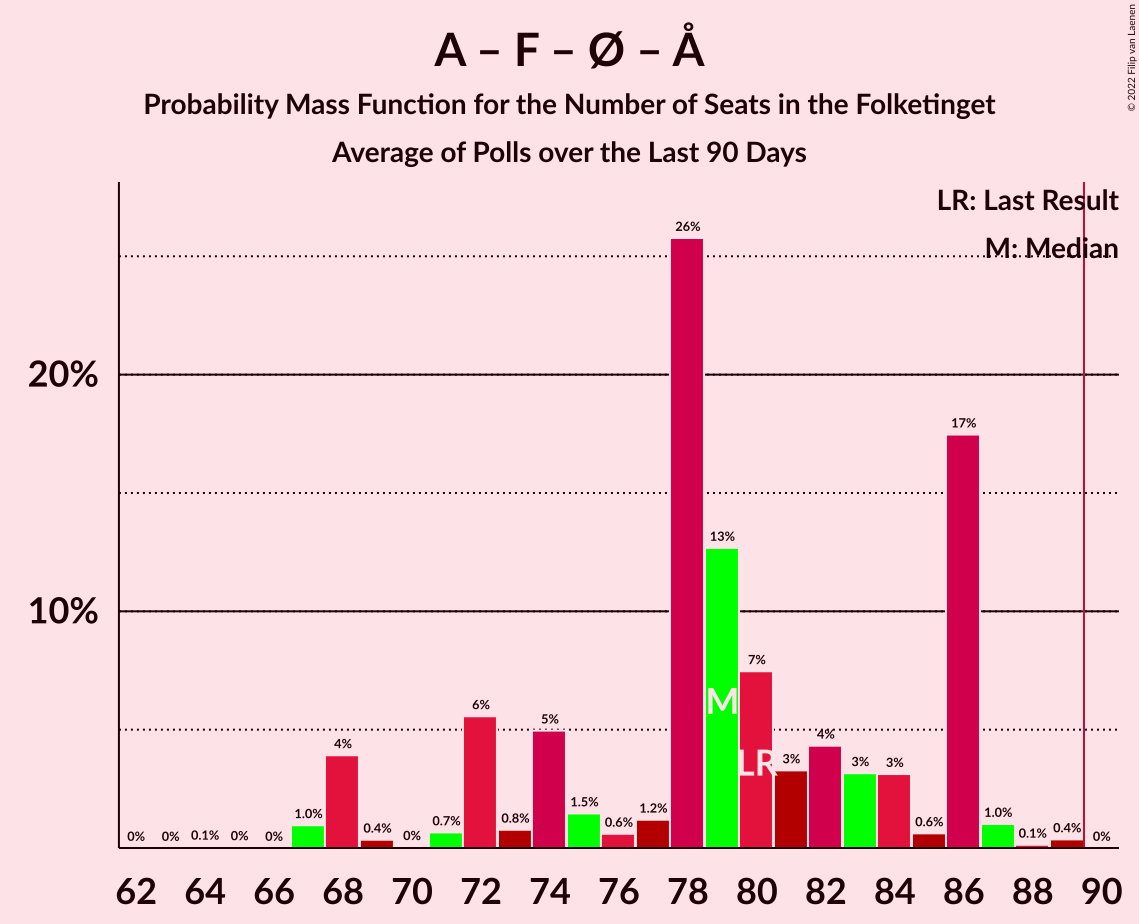 A – F – Ø – Å
Probability Mass Function for the Number of Seats in the Folketinget
Average of Polls over the Last 90 Days
© 2022 Filip van Laenen
LR: Last Result
M: Median
20%
10%
0% 0% 0.1% 0% 0% 1.0% 4% 0.4% 0% 0.7% 6% 0.8% 5% 1.5% 0.6% 1.2% 26% 13% 7% 3% 4% 3% 3% 0.6% 17% 1.0% 0.1% 0.4% 0%
M
LR
62 64 66 68 70 72 74 76 78 80 82 84 86 88 90